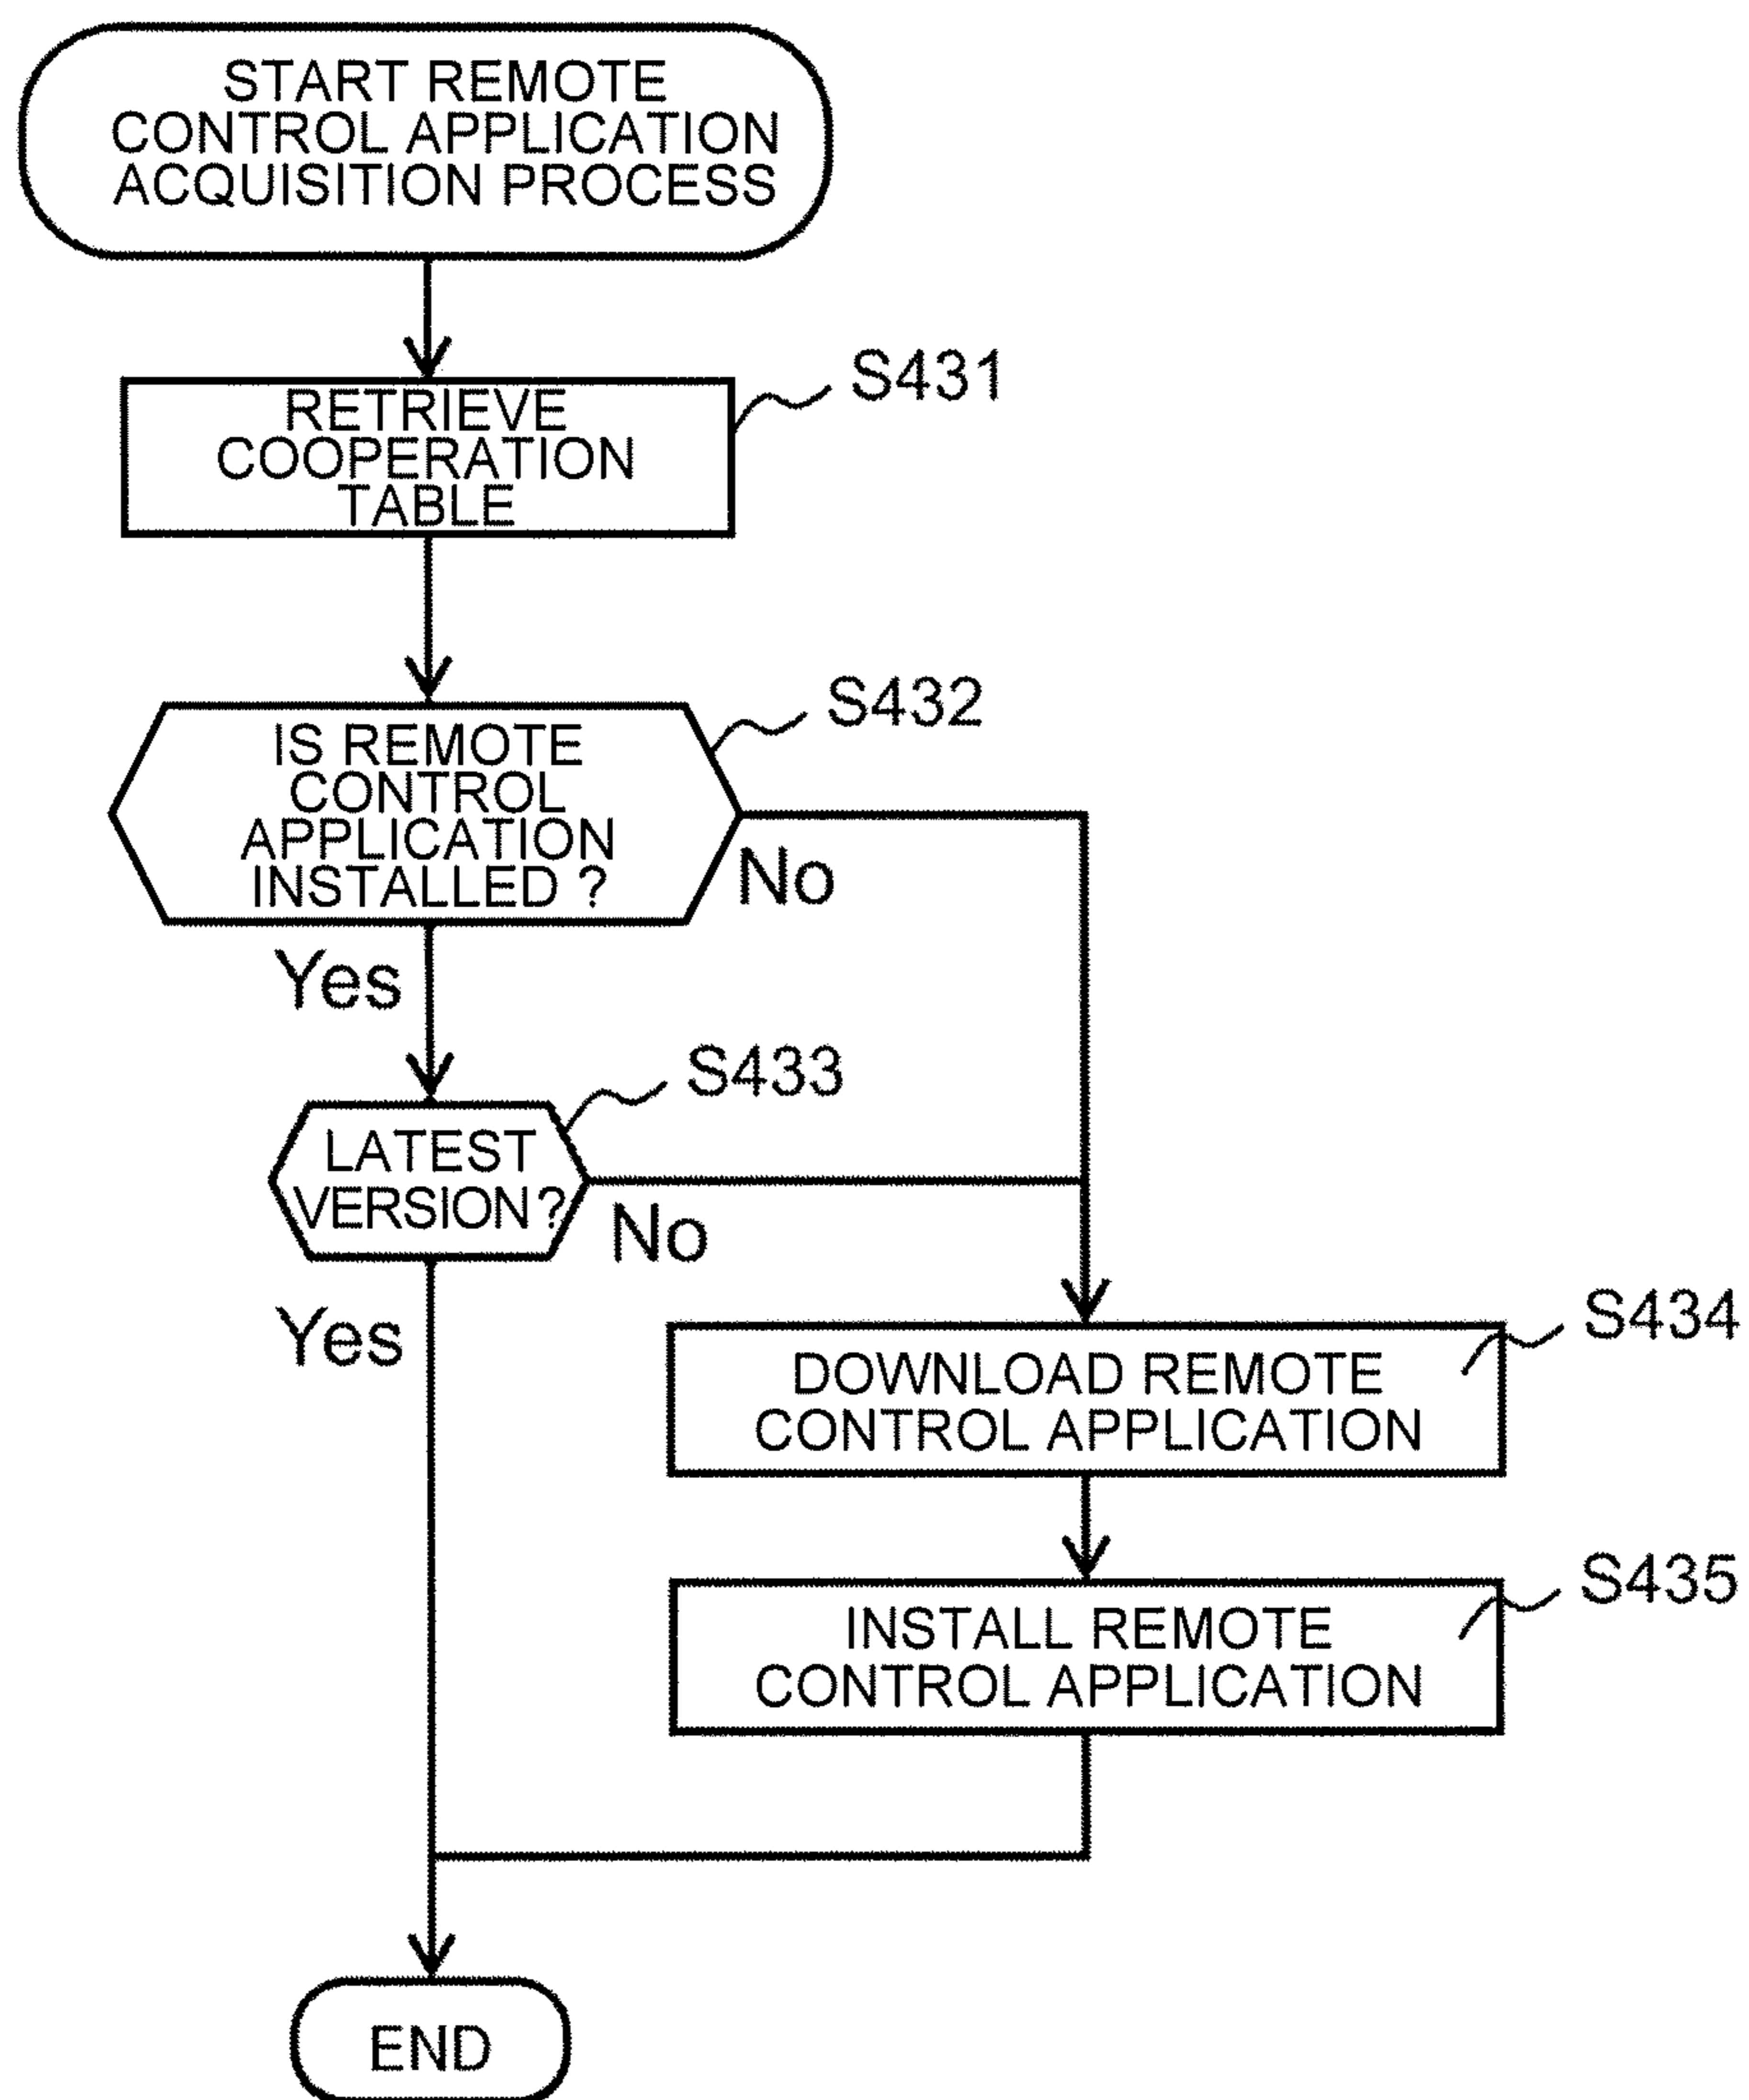 START REMOTE
CONTROL APPLICATION
ACQUISITION PROCESS
S431
RETRIEVE
COOPERATION
TABLE
S432
IS REMOTE
CONTROL
APPLICATION
INSTALLED ?
No
Yes
S433
LATEST
VERSION?
No
Yes
S434
DOWNLOAD REMOTE
CONTROL APPLICATION
S435
INSTALL REMOTE
CONTROL APPLICATION
END